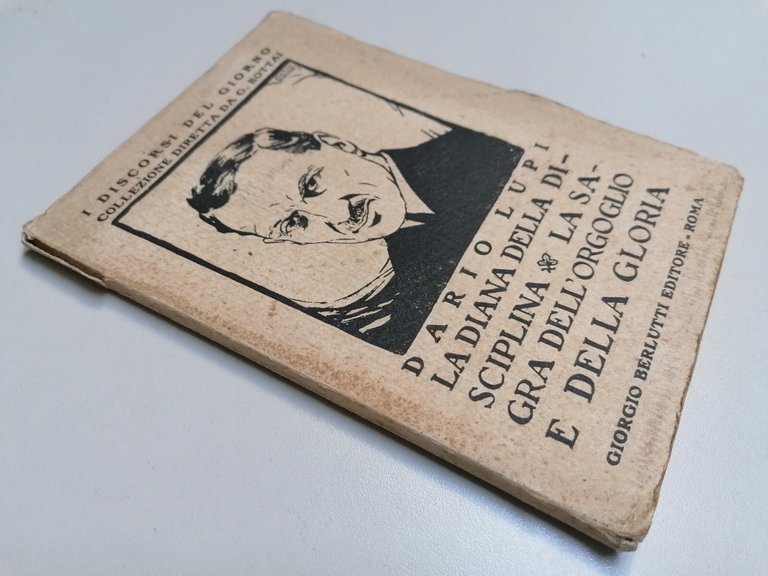 I DISCORSI DEL GIORNO
COLLEZIONE DIRETTA DA G. BOTTAI
DARIO LUPI
LA DIANA DELLA DI-
SCIPLINA ❉ LA SA-
GRA DELL'ORGOGLIO
E DELLA GLORIA
GIORGIO BERLUTTI EDITORE - ROMA